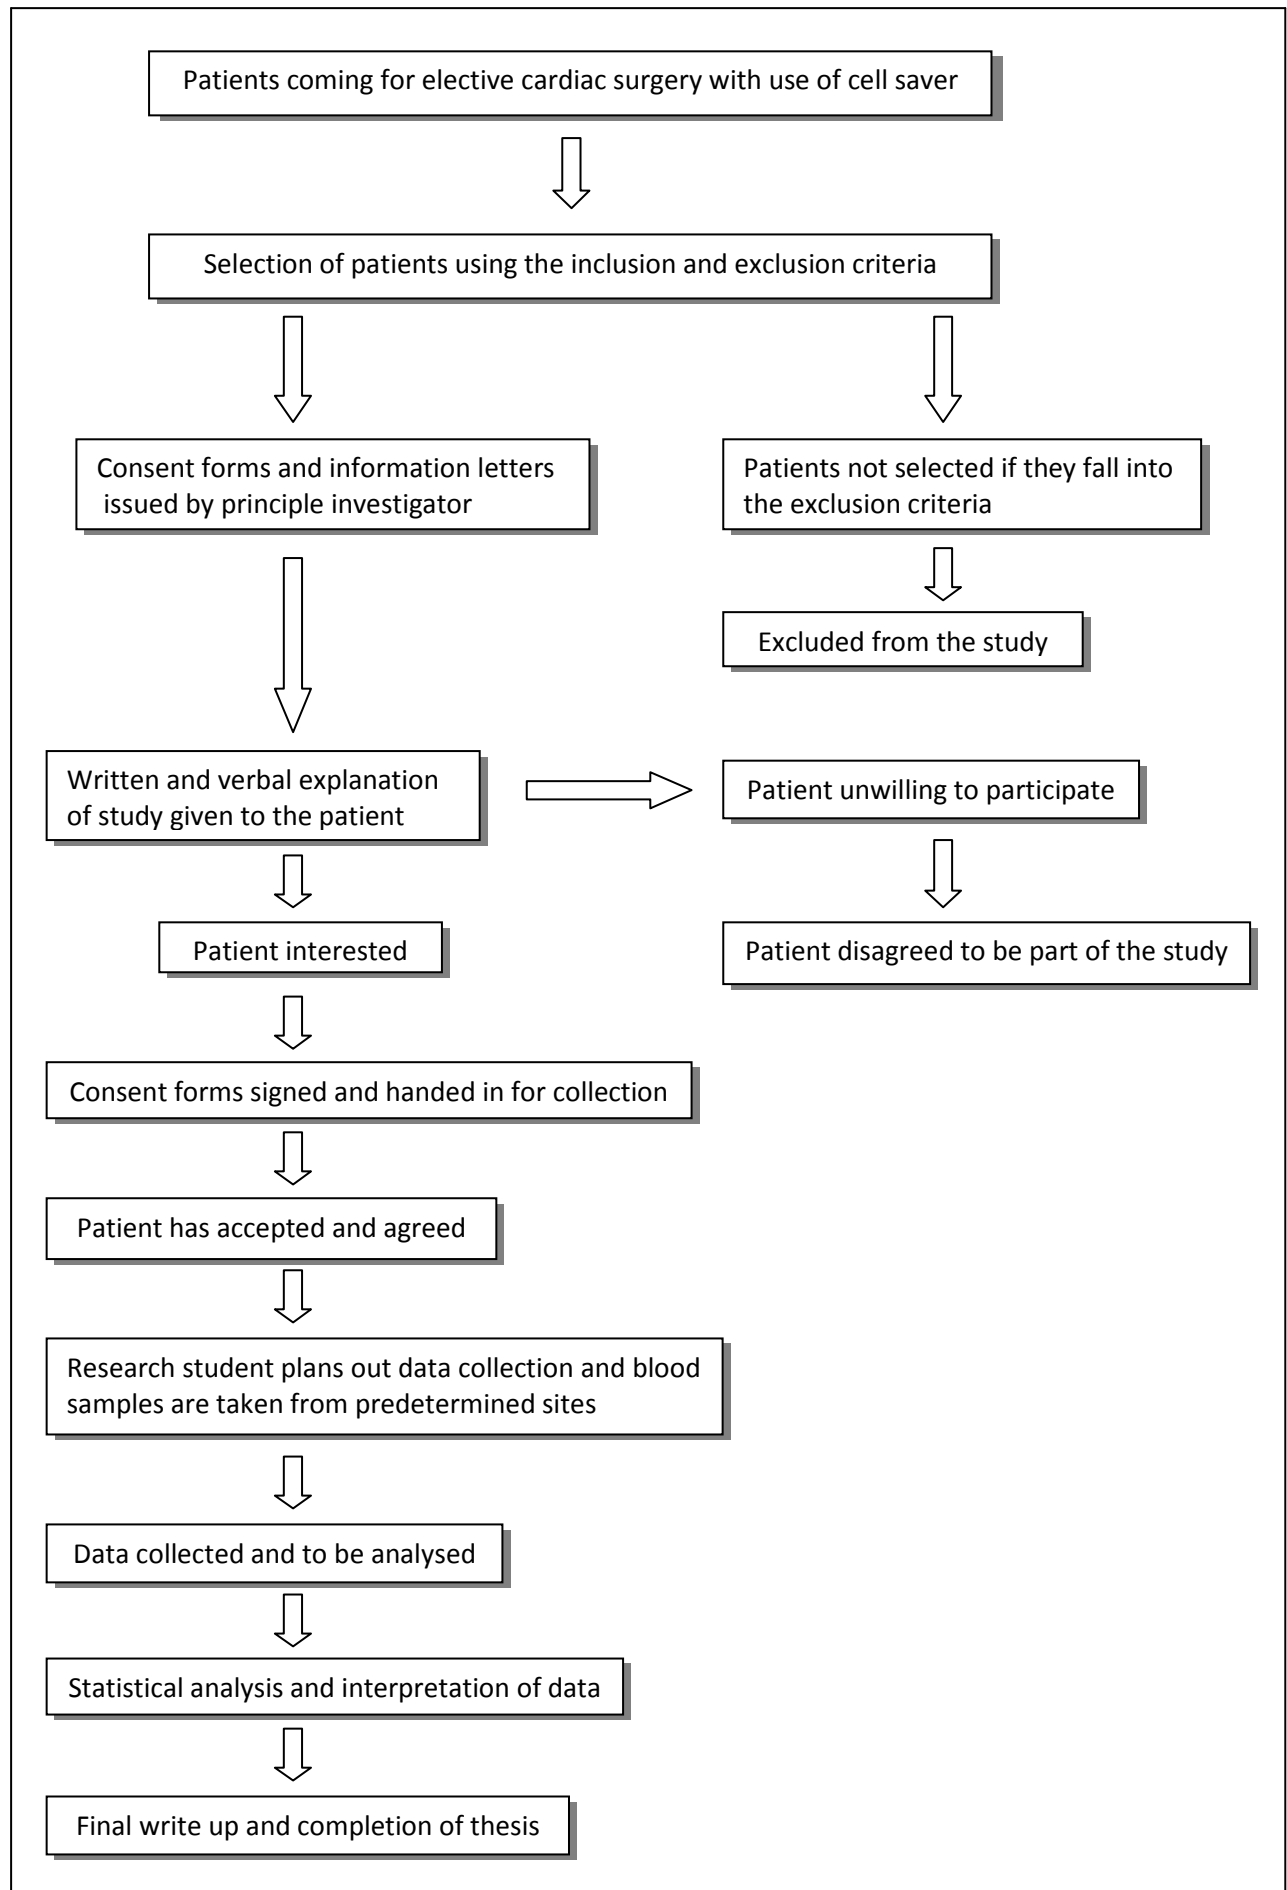 Patients coming for elective cardiac surgery with use of cell saver
Selection of patients using the inclusion and exclusion criteria
Consent forms and information letters
issued by principle investigator
Patients not selected if they fall into
the exclusion criteria
Excluded from the study
Written and verbal explanation
of study given to the patient
Patient unwilling to participate
Patient interested
Patient disagreed to be part of the study
Consent forms signed and handed in for collection
Patient has accepted and agreed
Research student plans out data collection and blood
samples are taken from predetermined sites
Data collected and to be analysed
Statistical analysis and interpretation of data
Final write up and completion of thesis